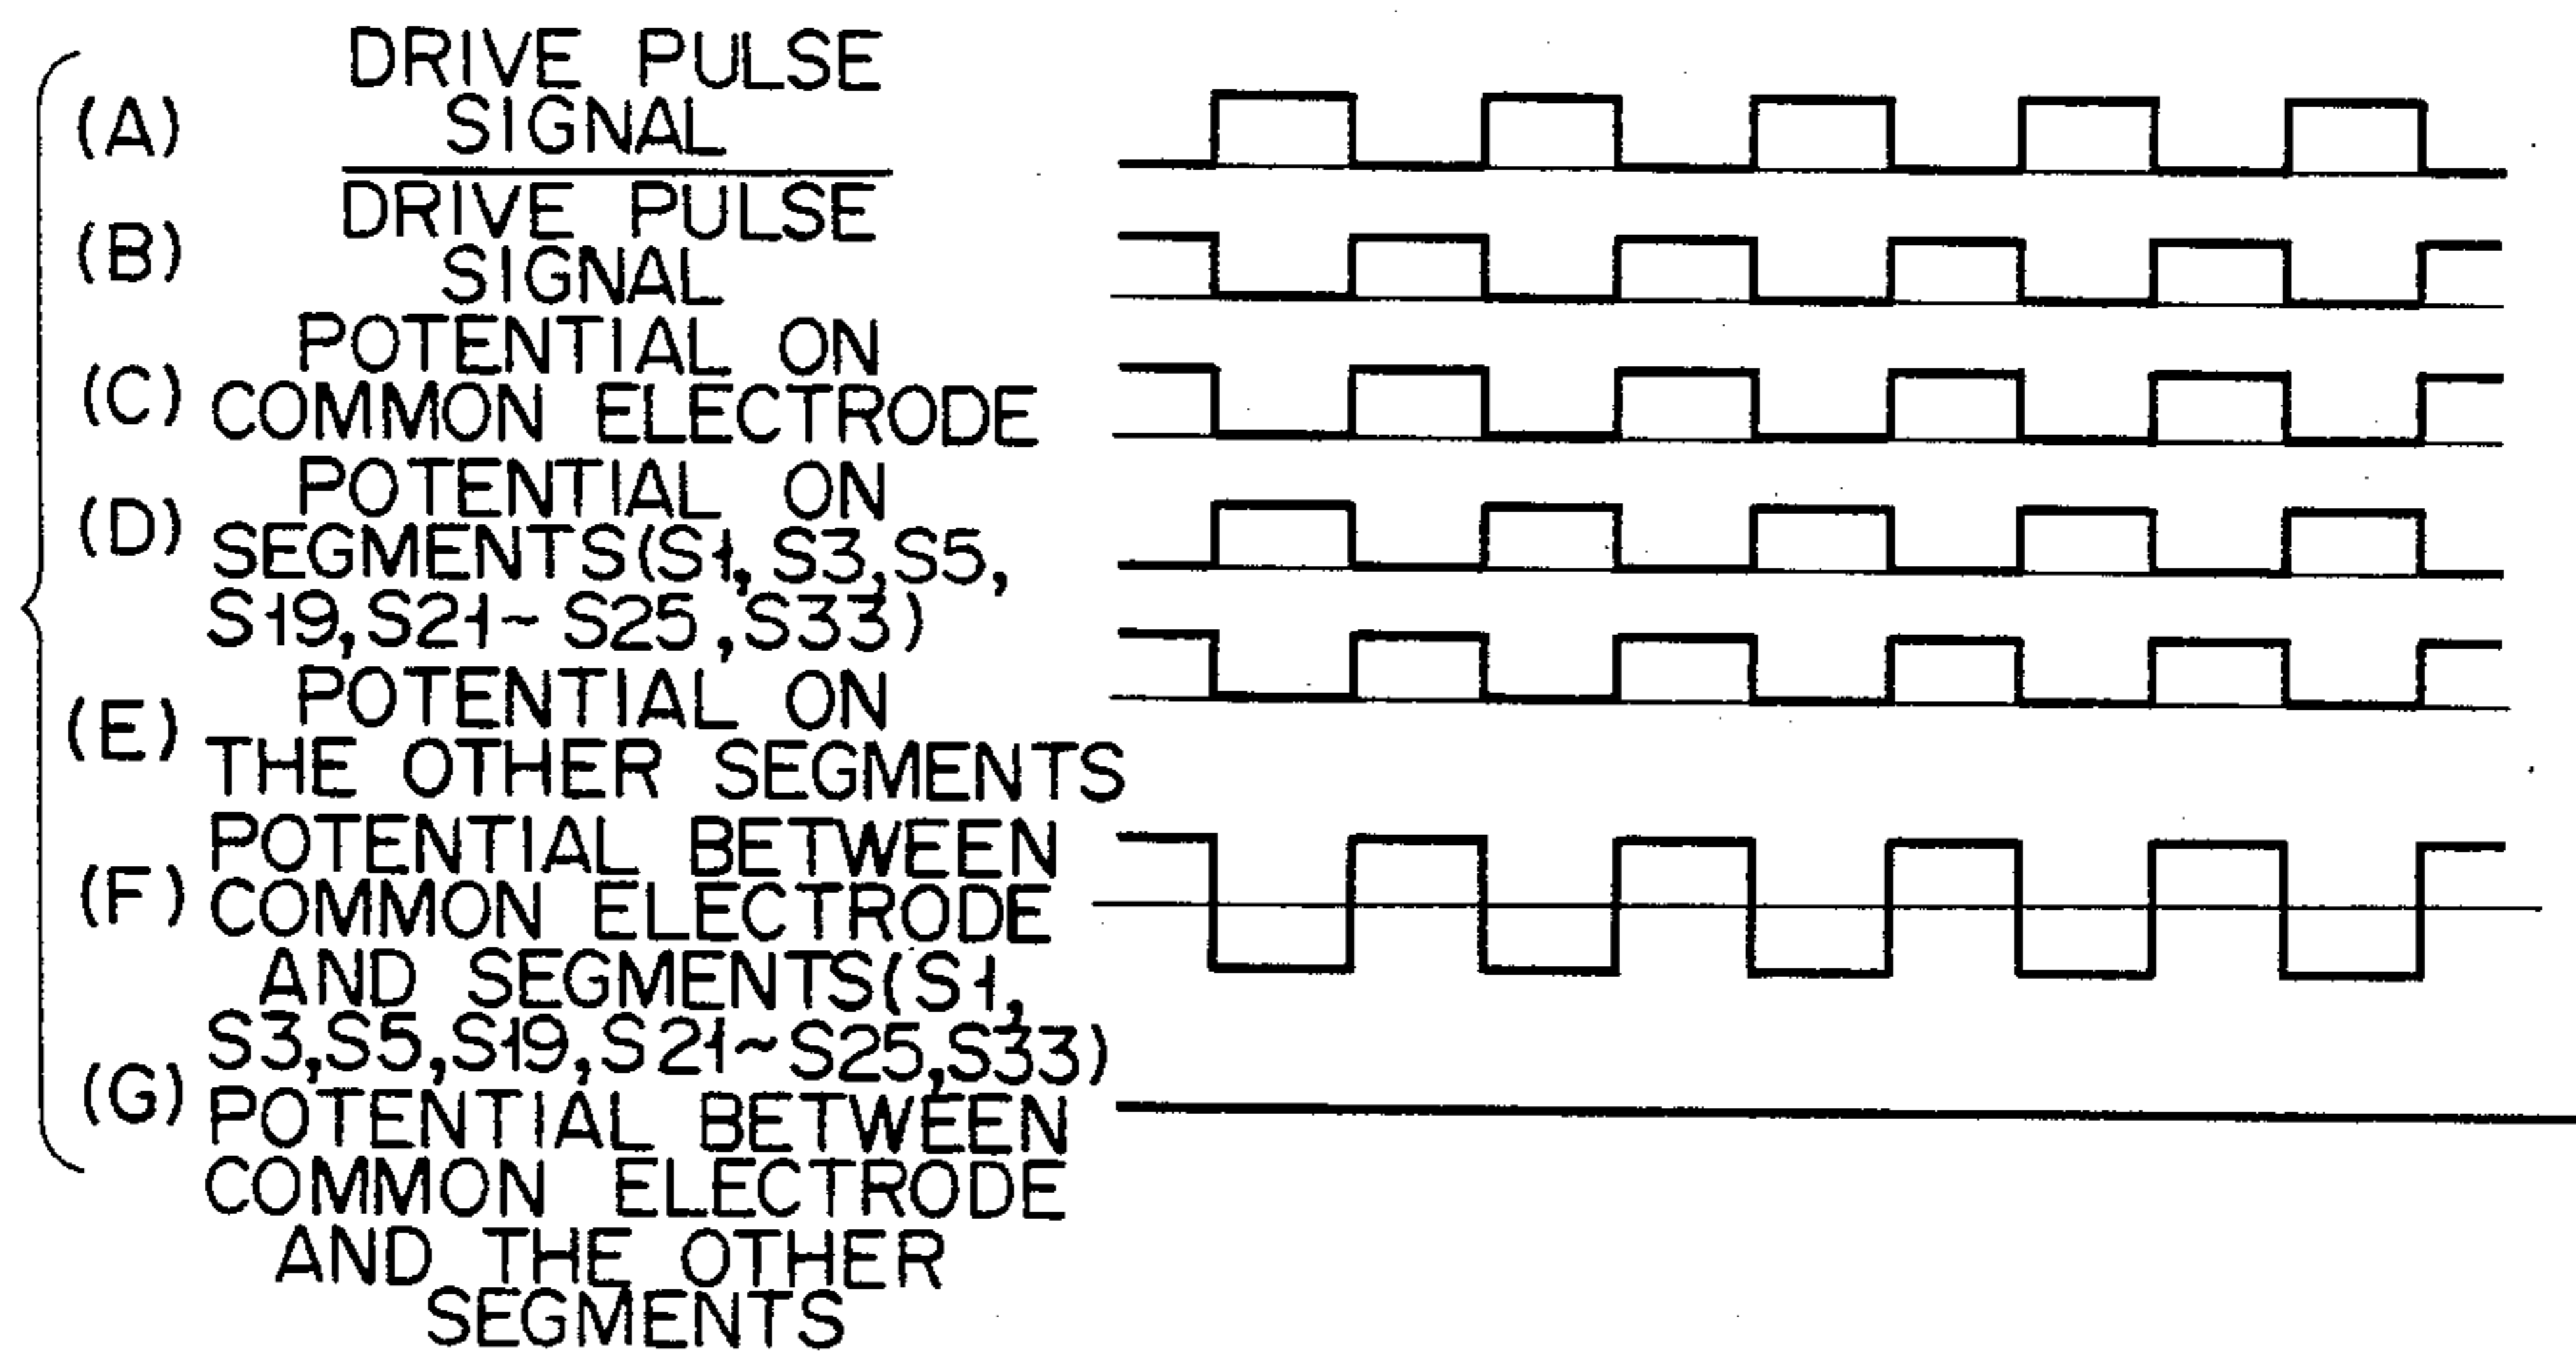 DRIVE PULSE
(A) SIGNAL
DRIVE PULSE
(B) SIGNAL
POTENTIAL ON
(C) COMMON ELECTRODE
POTENTIAL ON
(D) SEGMENTS(S1, S3, S5,
S19, S21~ S25, S33)
POTENTIAL ON
(E) THE OTHER SEGMENTS
POTENTIAL BETWEEN
(F) COMMON ELECTRODE
AND SEGMENTS(S1,
S3, S5, S19, S21~S25, S33)
(G) POTENTIAL BETWEEN
COMMON ELECTRODE
AND THE OTHER
SEGMENTS